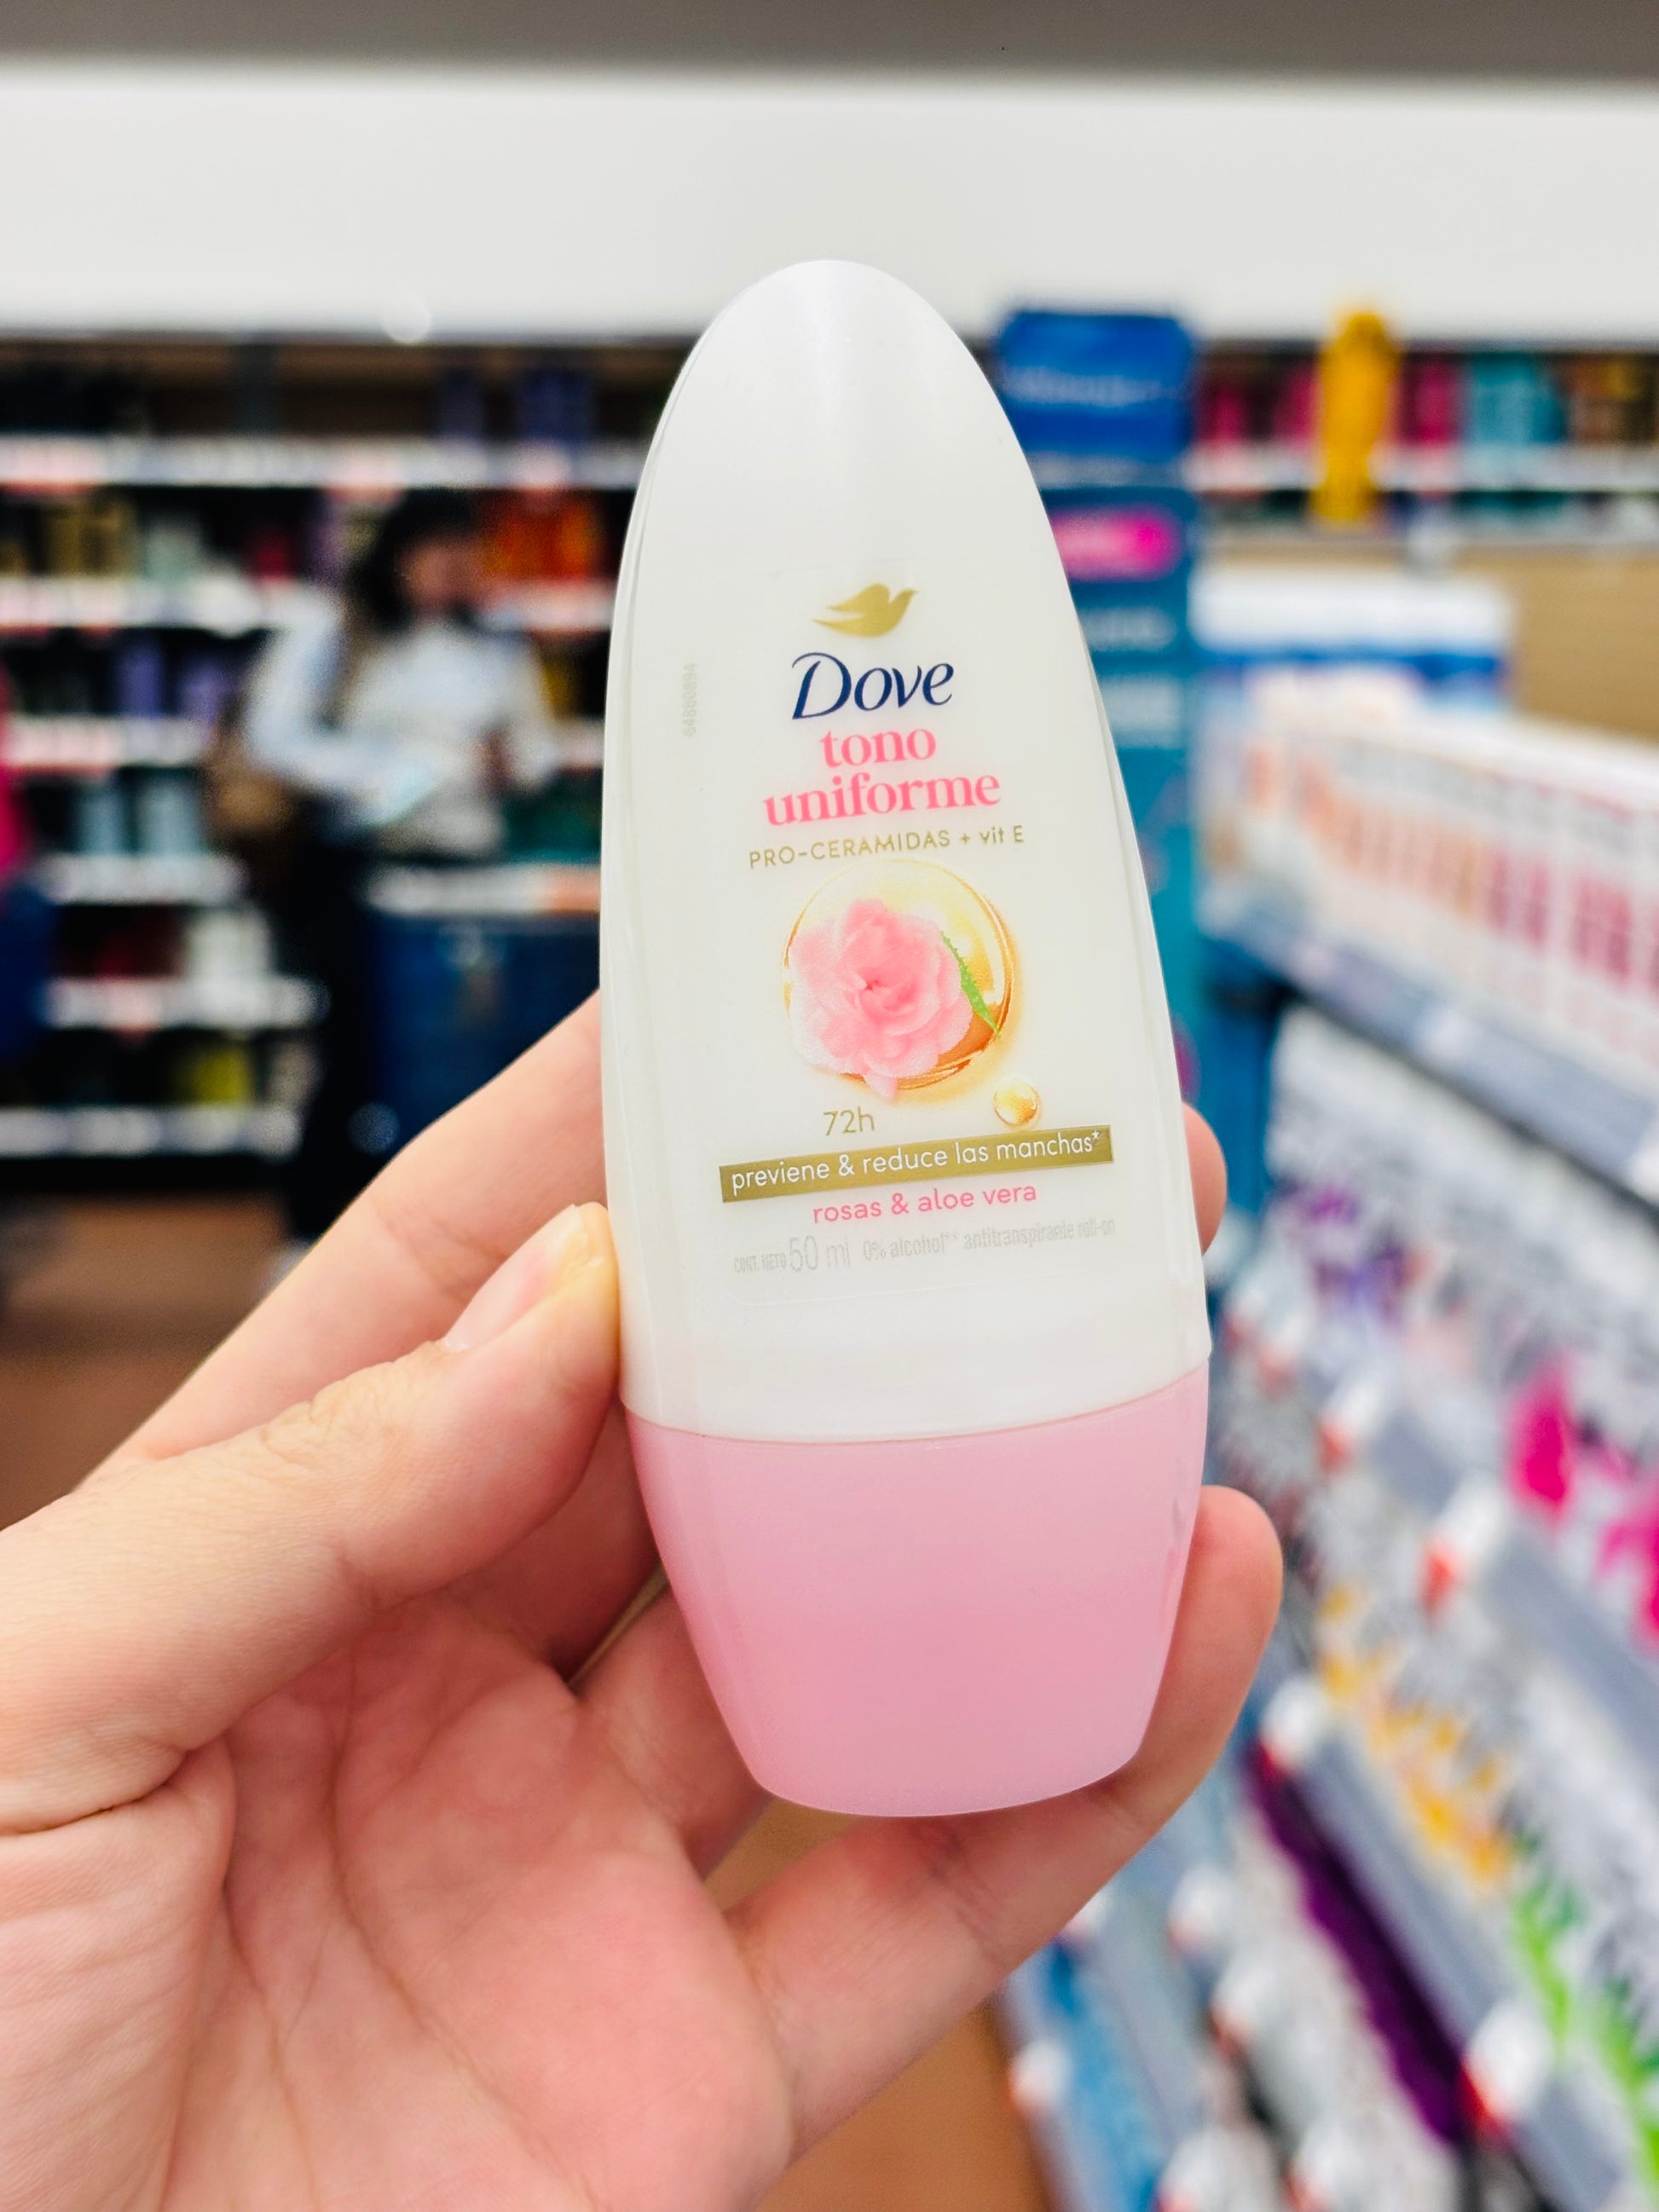 Dove
tono
uniforme
PRO-CERAMIDAS + vit E
72h
previene & reduce las manchas*
rosas & aloe vera
CONT. NETO 50 ml 0% alcohol** antitranspirante roll-on
64880894